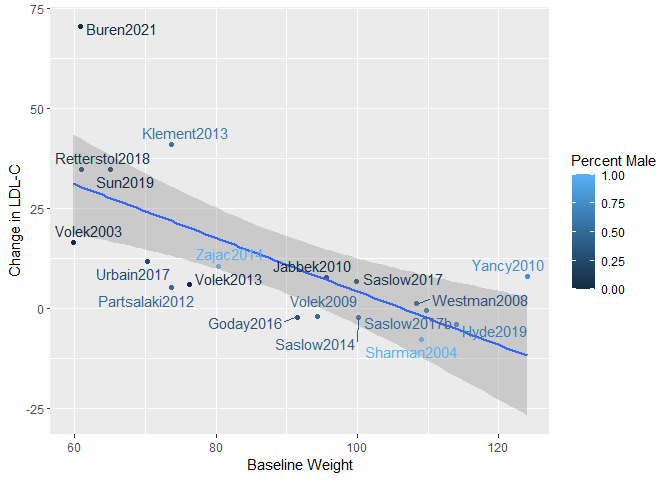 75
Buren2021
50
Klement2013
Percent Male
Retterstol2018
1.00
Sun2019
0.75
25
0.50
Volek2003
0.25
Zajac2014
0.00
Jabbek2010
Yancy2010
Urbain2017
Volek2013
Saslow2017
Partsalaki2012
Volek2009
Westman2008
0
Goday2016
Saslow2017b
Hyde2019
Saslow2014
Sharman2004
-25
Change in LDL-C
60
80
100
120
Baseline Weight